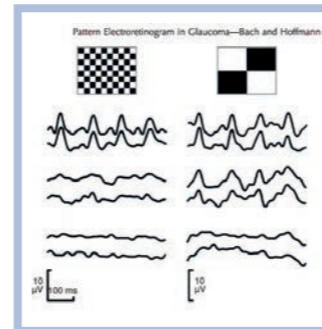 Pattern Electroretinogram in Glaucoma—Bach and Hoffmann
10
µV
100 ms
10
µV